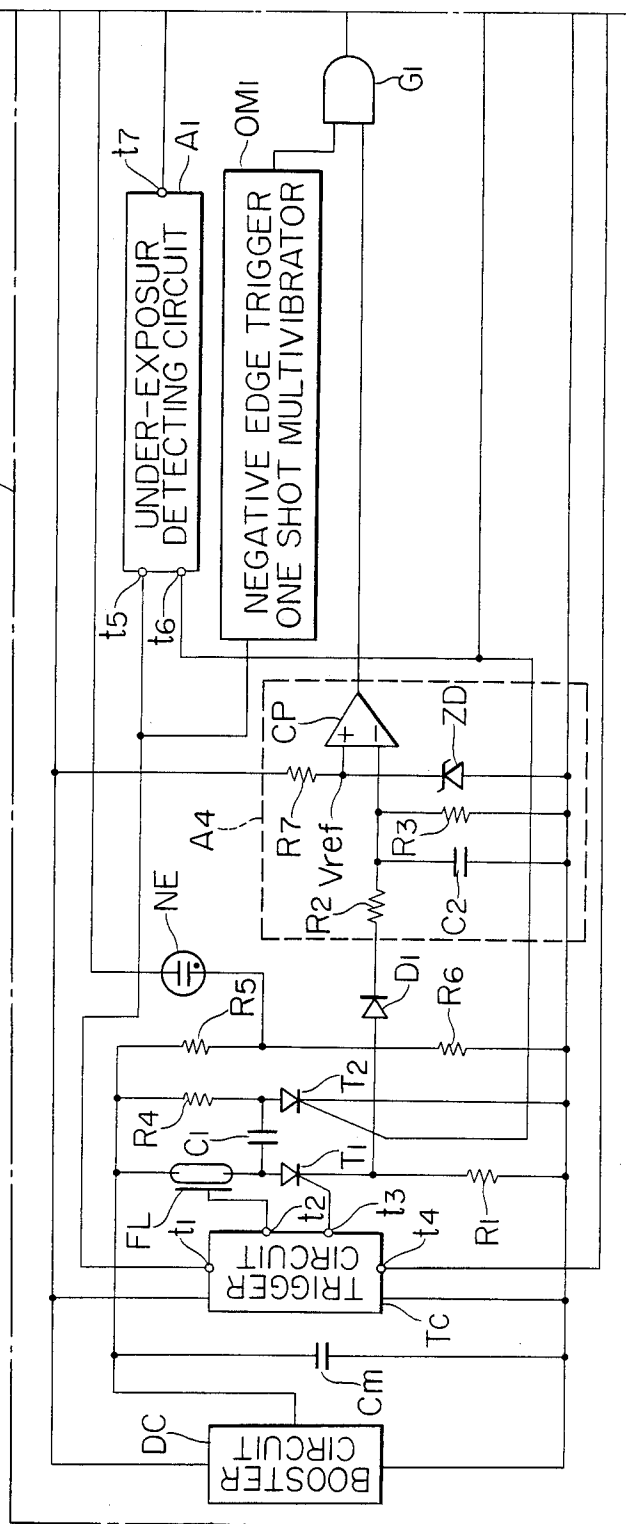 BOOSTER
CIRCUIT
DC
Cm
TRIGGER
CIRCUIT
TC
t1
t2
t3
t4
FL
T1
R1
C1
R4
T2
R5
R6
NE
D1
A4
R7
Vref
R2
C2
R3
ZD
CP
t5
t6
UNDER-EXPOSUR
DETECTING CIRCUIT
t7
A1
NEGATIVE EDGE TRIGGER
ONE SHOT MULTIVIBRATOR
OM1
G1